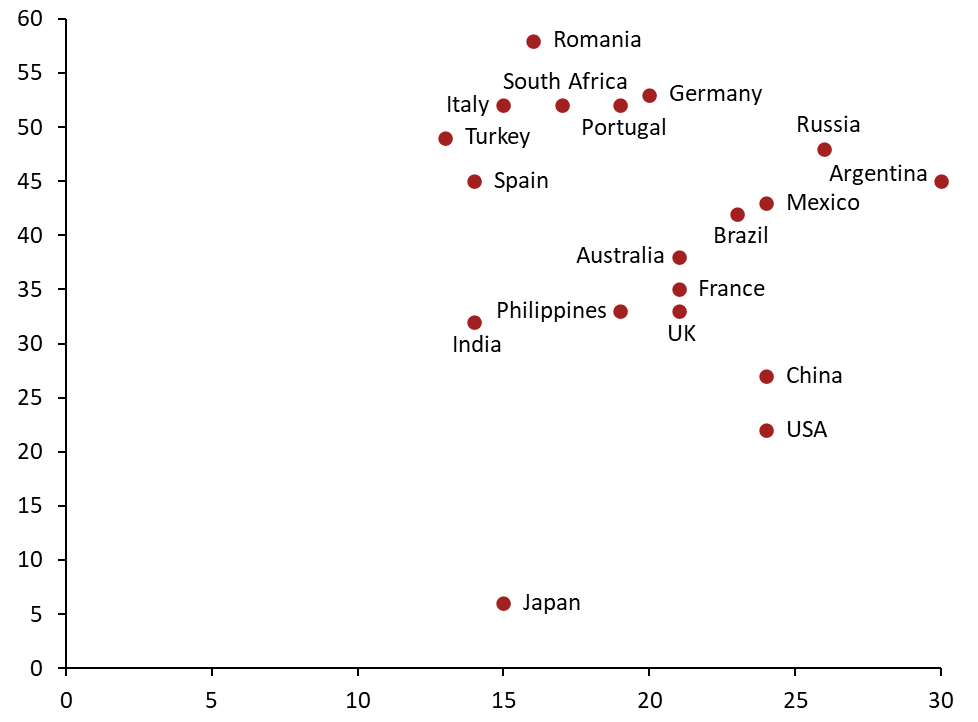 60
Romania
55
South Africa
Italy
Germany
50
Portugal
Turkey
Russia
45
Spain
Argentina
Mexico
40
Brazil
Australia
35
France
Philippines
UK
30
India
China
25
USA
20
15
10
Japan
5
0
0 5 10 15 20 25 30